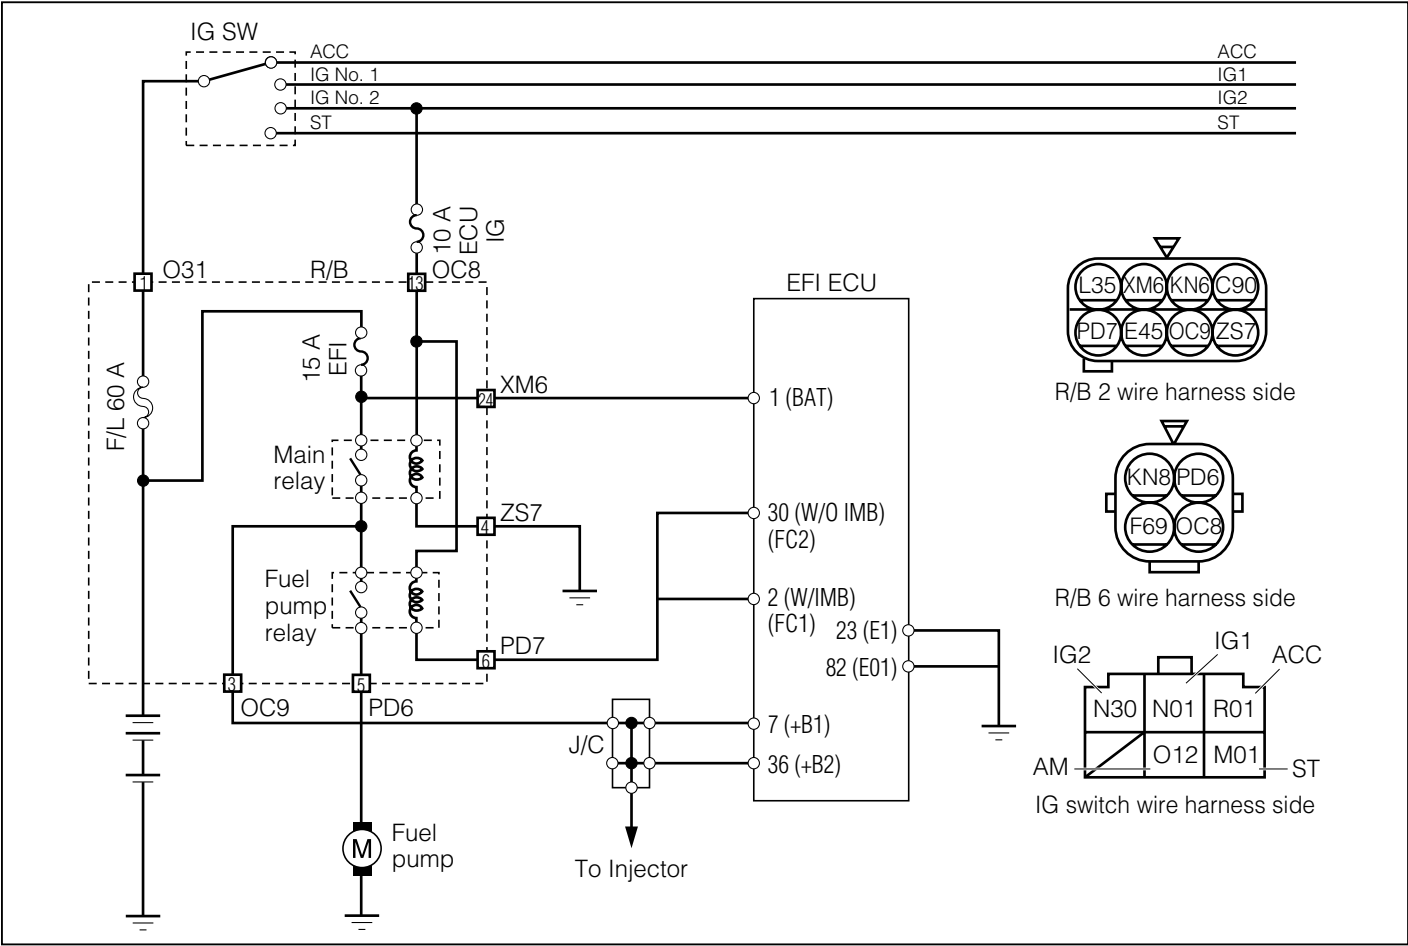 IG SW
ACC
ACC
IG No. 1
IG1
IG No. 2
IG2
ST
ST
10 A
ECU
IG
1
O31
R/B
13
OC8
EFI ECU
L35
XM6
KN6
C90
PD7
E45
OC9
ZS7
R/B 2 wire harness side
15 A
EFI
F/L 60 A
24
XM6
1 (BAT)
Main
relay
4
ZS7
30 (W/O IMB)
(FC2)
KN8
PD6
F69
OC8
R/B 6 wire harness side
Fuel
pump
relay
2 (W/IMB)
(FC1)
23 (E1)
6
PD7
82 (E01)
IG2
IG1
ACC
N30
N01
R01
O12
M01
AM
ST
IG switch wire harness side
3
OC9
5
PD6
J/C
7 (+B1)
36 (+B2)
M
Fuel
pump
To Injector